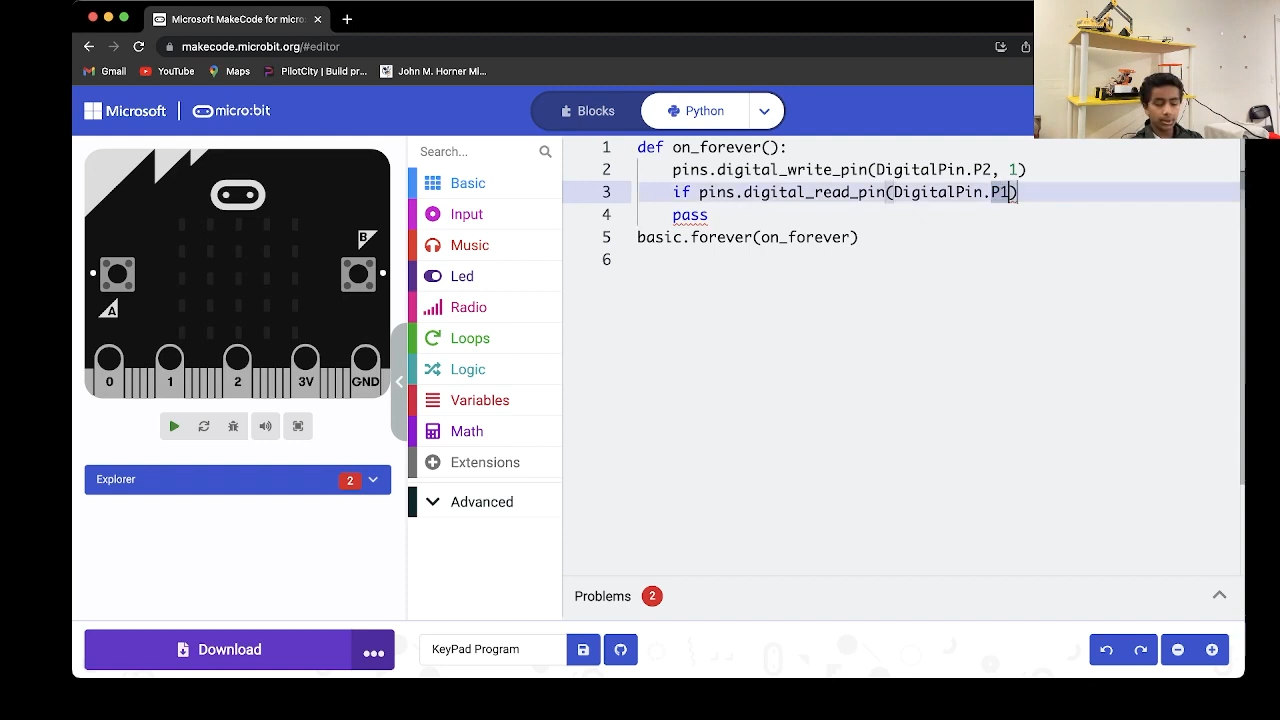 Microsoft MakeCode for micro:
makecode.microbit.org/#editor
Gmail
YouTube
Maps
PilotCity | Build pr...
John M. Horner Mi...
Microsoft
micro:bit
Blocks
Python
Search...
Basic
Input
Music
Led
Radio
Loops
Logic
Variables
Math
Extensions
Advanced
A
B
0 1 2 3V GND
Explorer
2
1 def on_forever():
2 pins.digital_write_pin(DigitalPin.P2, 1)
3 if pins.digital_read_pin(DigitalPin.P1)
4 pass
5 basic.forever(on_forever)
6
Problems 2
Download
KeyPad Program